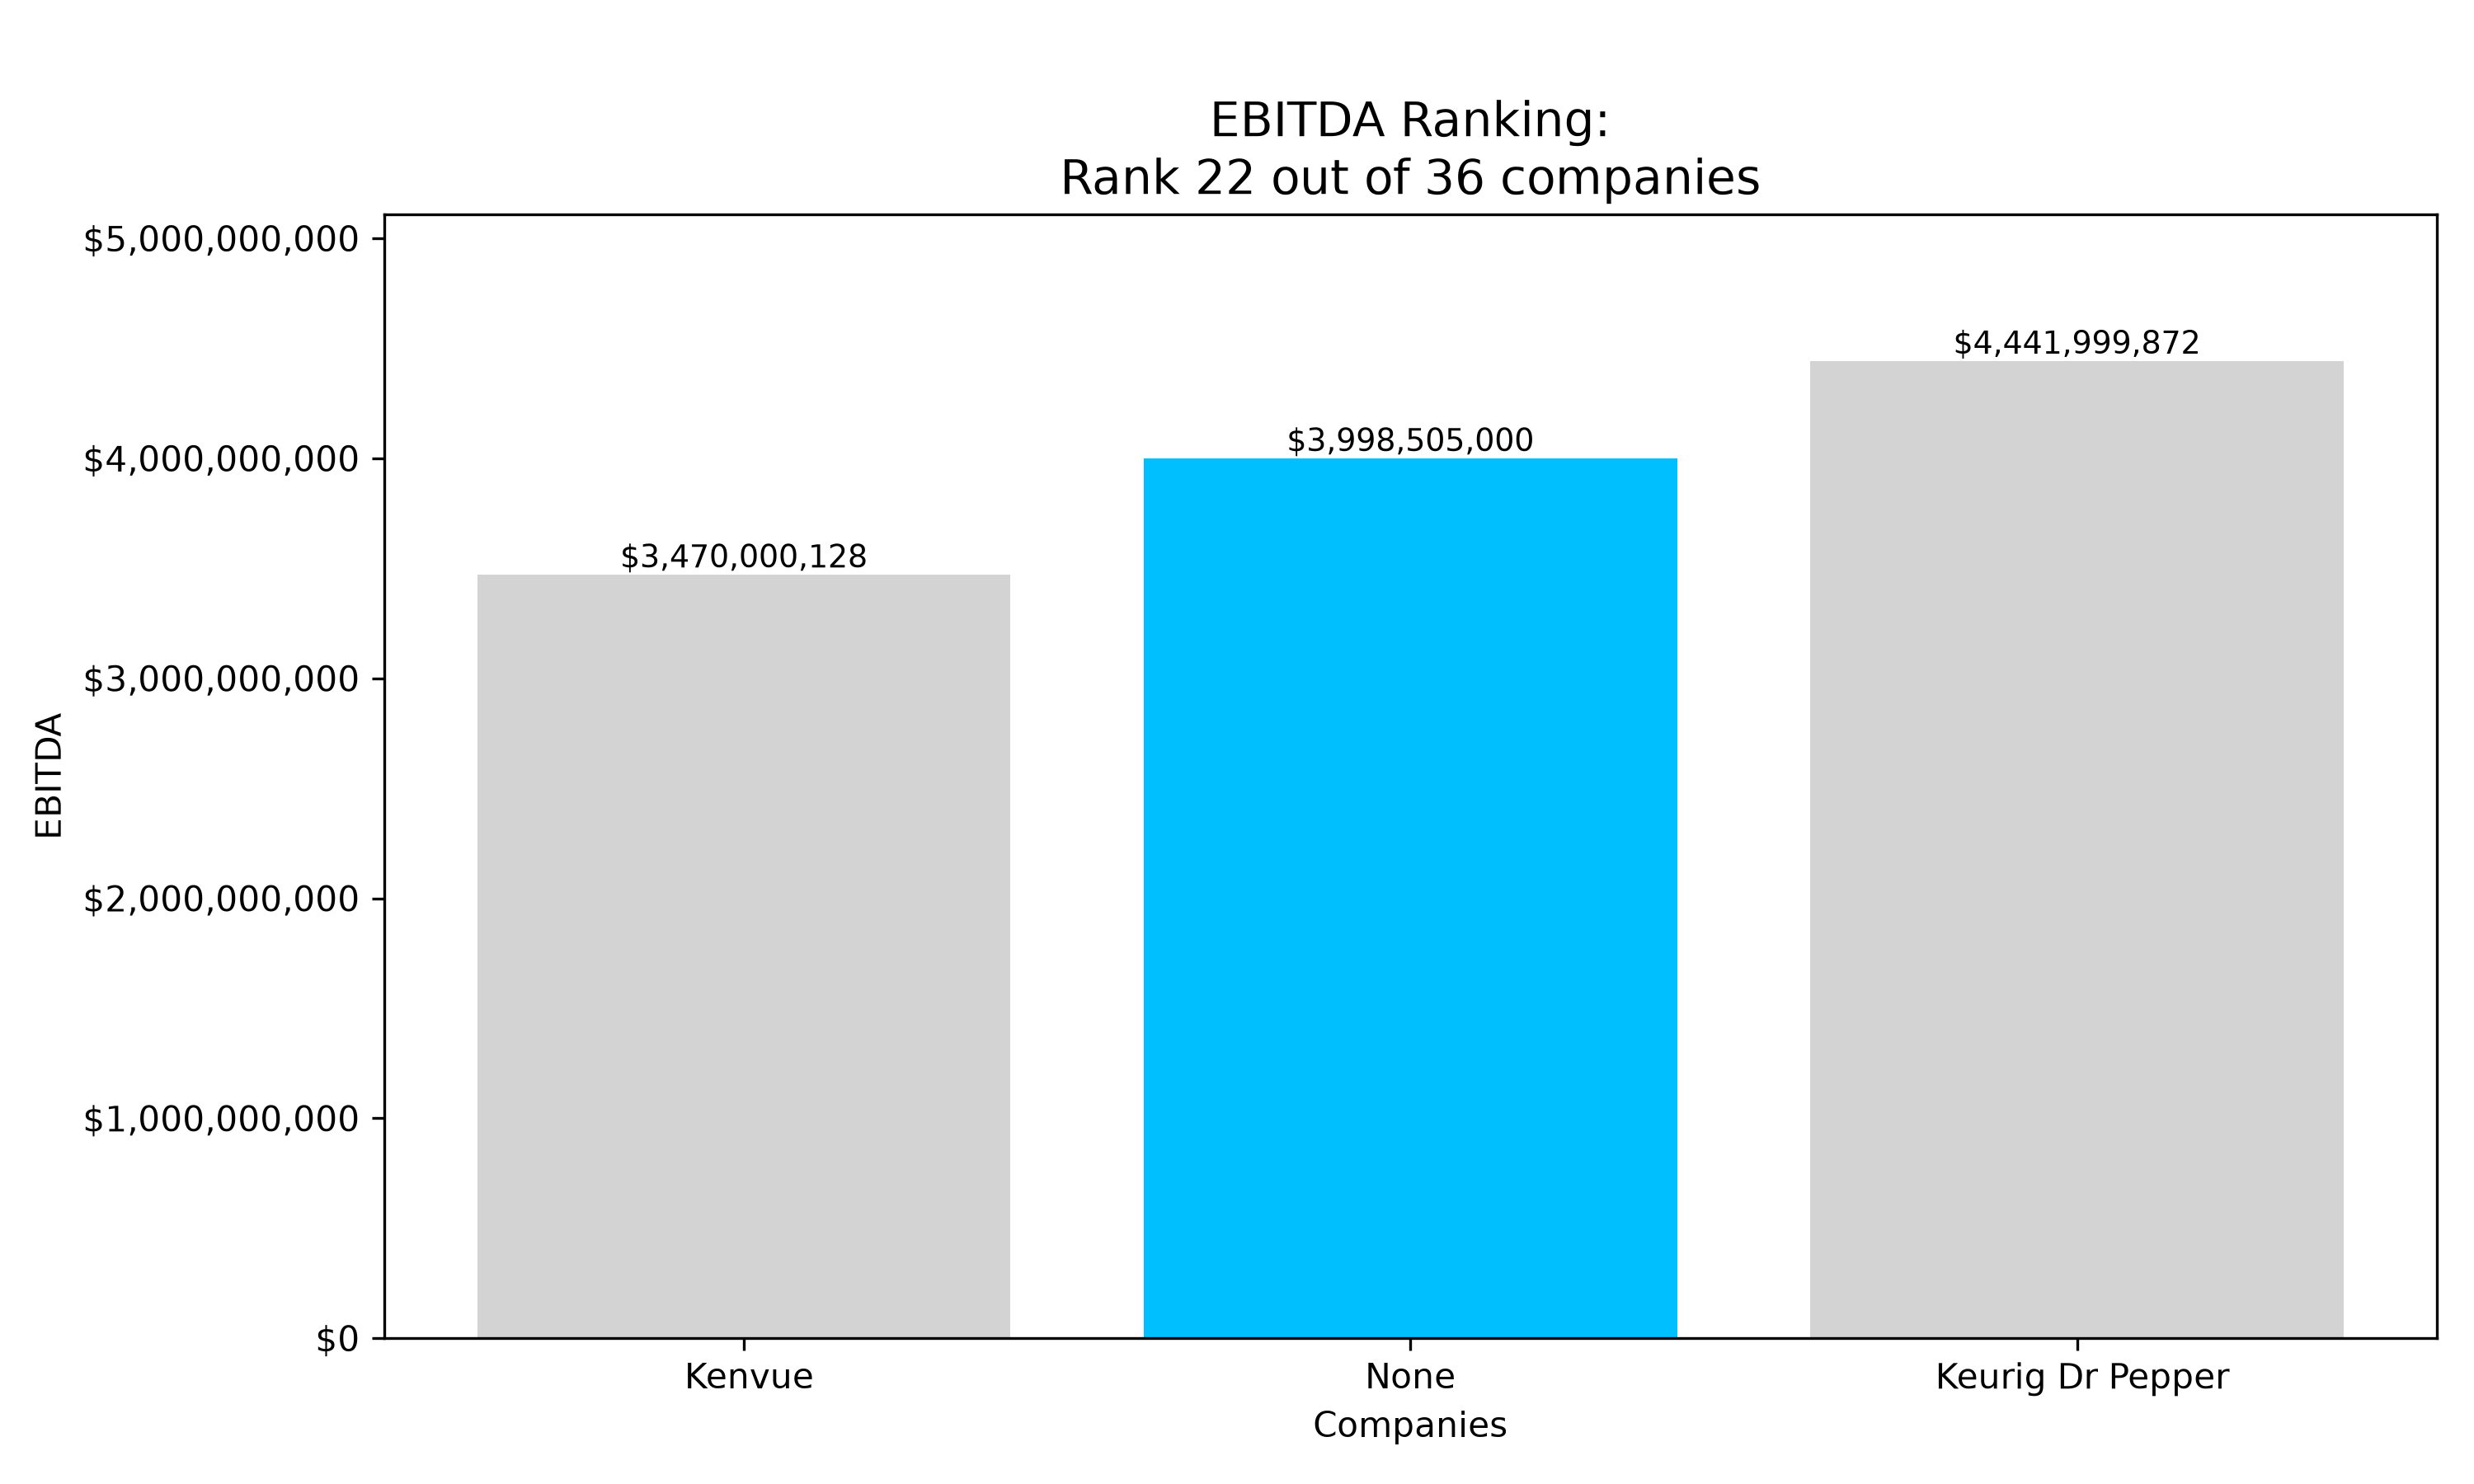 EBITDA Ranking:
Rank 22 out of 36 companies
$5,000,000,000
$4,000,000,000
$3,000,000,000
$2,000,000,000
$1,000,000,000
$0
EBITDA
$3,470,000,128
$3,998,505,000
$4,441,999,872
Kenvue
None
Keurig Dr Pepper
Companies